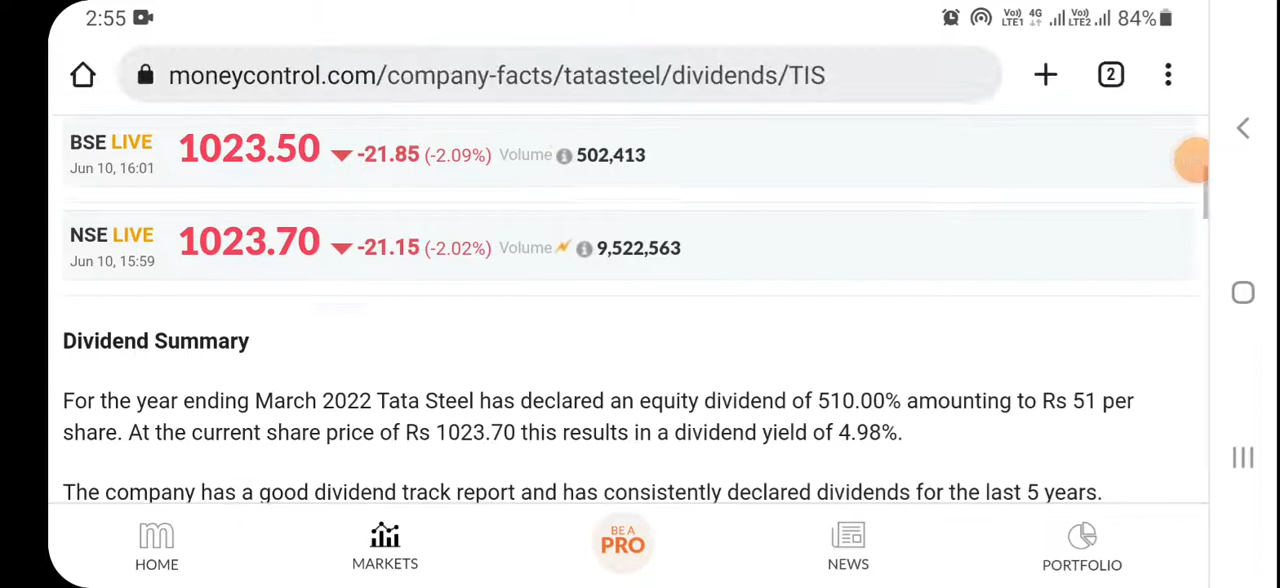 2:55 Vo)) LTE1 4G Vo)) LTE2 84%
moneycontrol.com/company-facts/tatasteel/dividends/TIS 2
BSE LIVE 1023.50 -21.85 (-2.09%) Volume 502,413
Jun 10, 16:01
NSE LIVE 1023.70 -21.15 (-2.02%) Volume 9,522,563
Jun 10, 15:59
Dividend Summary
For the year ending March 2022 Tata Steel has declared an equity dividend of 510.00% amounting to Rs 51 per
share. At the current share price of Rs 1023.70 this results in a dividend yield of 4.98%.
The company has a good dividend track report and has consistently declared dividends for the last 5 years.
HOME
MARKETS
BE A
PRO
NEWS
PORTFOLIO